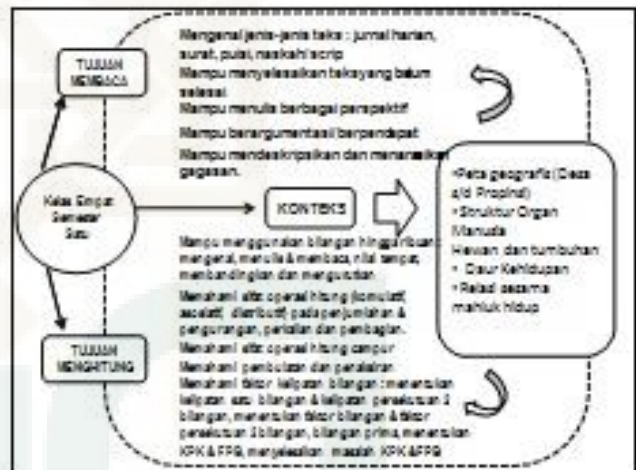 Mengenal jenis-jenis teks : jurnal harian,
surat, puisi, naskah/scrip
Mampu menyelesaikan teks yang belum
selesai.
Mampu menulis berbagai perspektif
Mampu berargumentasi berpendapat
Mampu mendeskripsikan dan menarasikan
gagasan.
TUJUAN
MEMBACA
Kelas Empat
Semester
Satu
KONTEKS
•Peta geografis (Desa
s/d Propinsi)
•Struktur Organ
Manusia
Hewan dan tumbuhan
• Daur Kehidupan
•Relasi sesama
mahluk hidup
Mampu menggunakan bilangan hingga ribuan :
mengenal, menulis & membaca, nilai tempat,
membandingkan dan mengurutkan
Memahami sifat operasi hitung (komutatif,
asosiatif, distributif) pada penjumlahan &
pengurangan, perkalian dan pembagian.
Memahami sifat operasi hitung campur
Memahami pembulatan dan penaksiran
Memahami faktor kelipatan bilangan : menentukan
kelipatan satu bilangan & kelipatan persekutuan 2
bilangan, menentukan faktor bilangan & faktor
persekutuan 2 bilangan, bilangan prima, menentukan
KPK & FPB, menyelesaikan masalah KPK & FPB
TUJUAN
MENGHITUNG